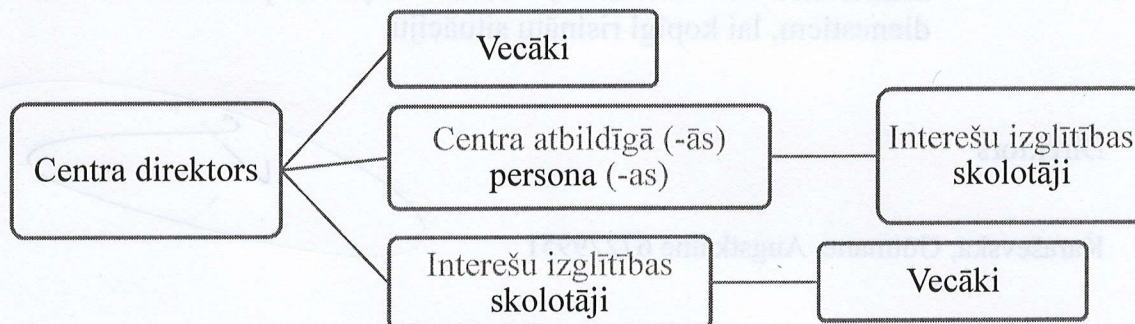 Vecāki
Centra direktors
Centra atbildīgā (-ās)
persona (-as)
Interešu izglītības
skolotāji
Interešu izglītības
skolotāji
Vecāki